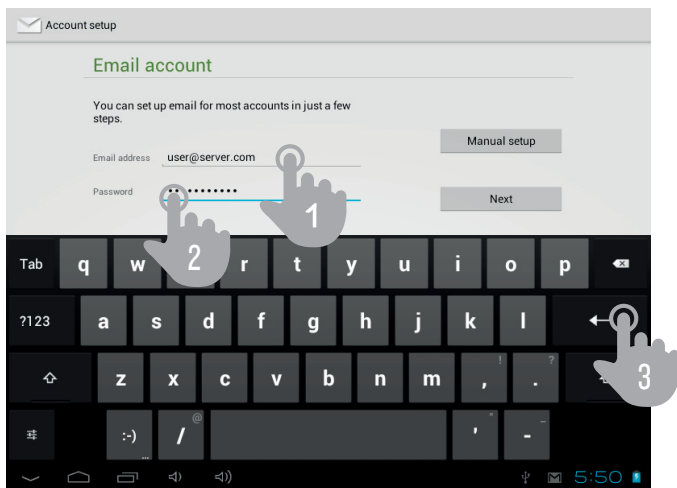 Account setup
Email account
You can set up email for most accounts in just a few
steps.
Manual setup
Email address user@server.com
Password •• ••••••••
Next
1
2
Tab q w r t y u i o p
?123 a s d f g h j k l
3
z x c v b n m ! , ? .
:-) ... @ / " ' _ -
5:50